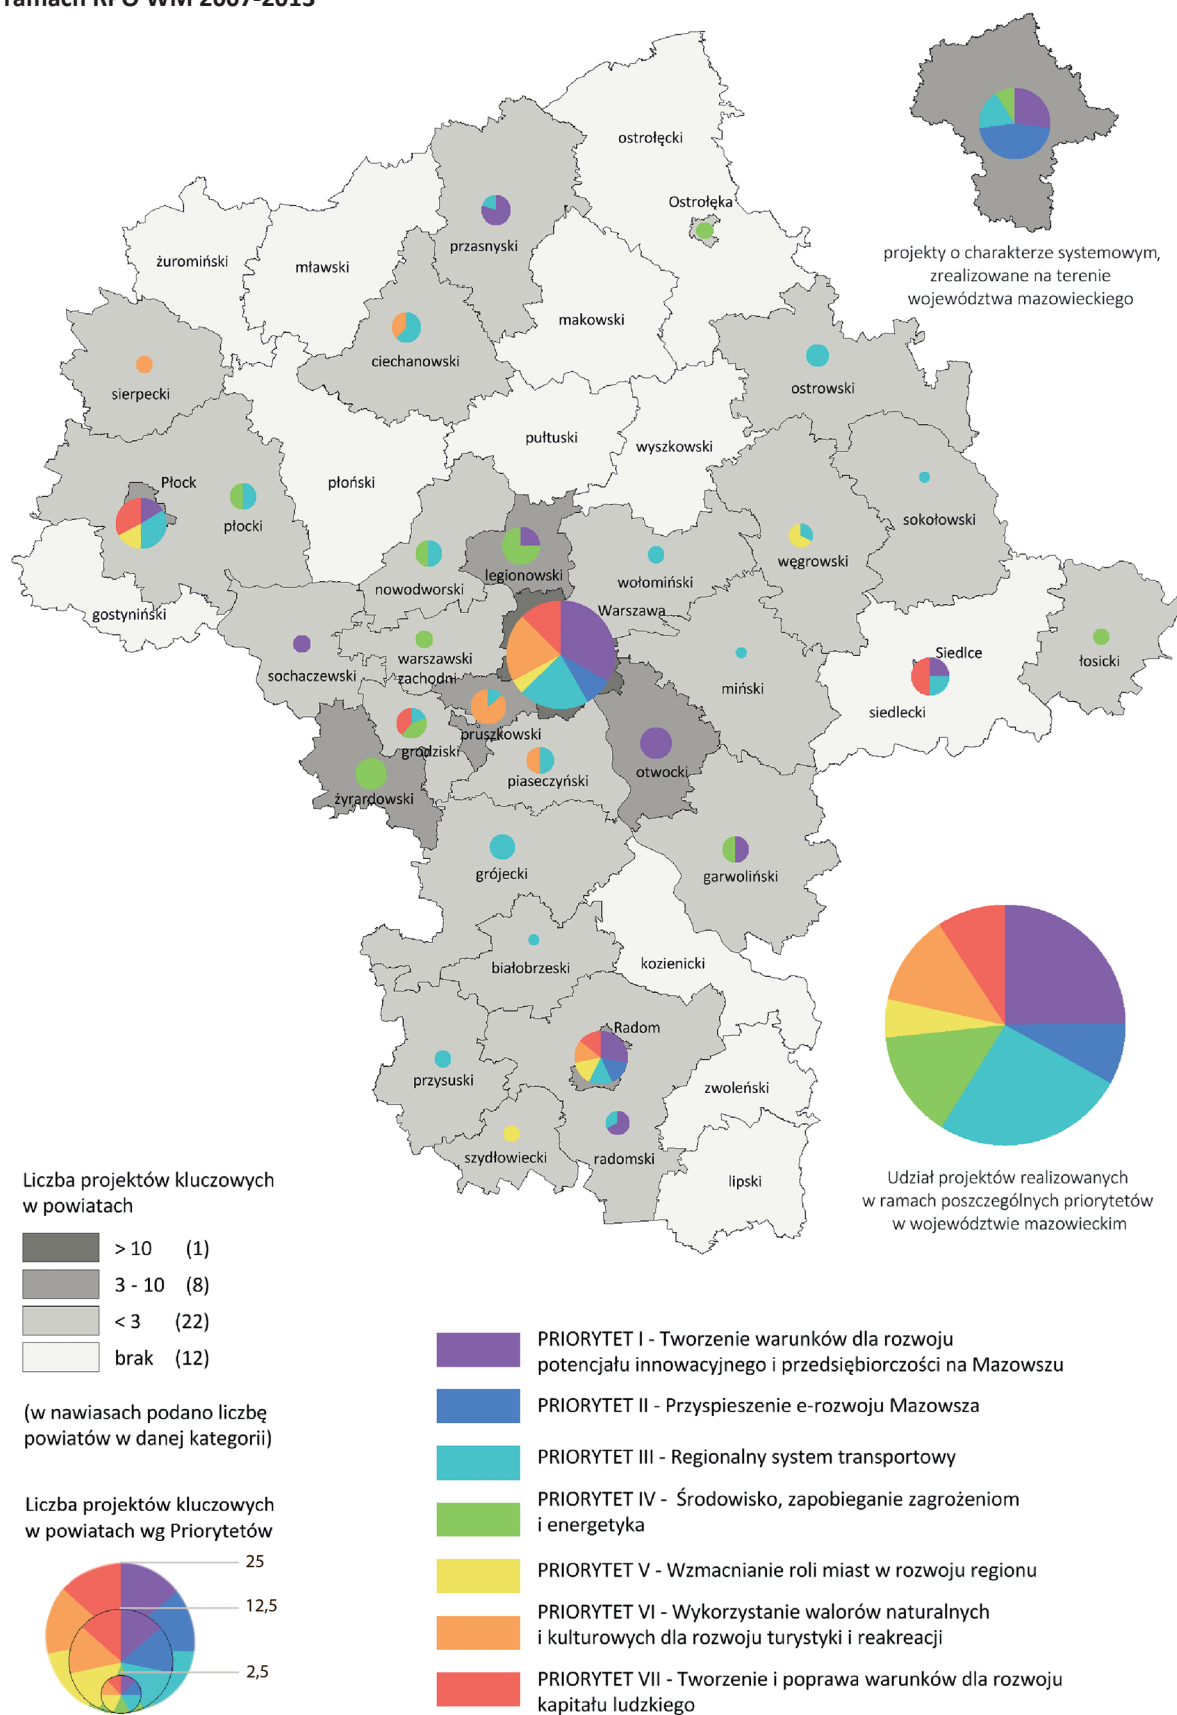 ramach RPO WM 2007-2013
ostrołęcki
Ostrołęka
przasnyski
żuromiński
mławski
makowski
ciechanowski
sierpecki
projekty o charakterze systemowym,
zrealizowane na terenie
województwa mazowieckiego
ostrowski
pułtuski
wyszkowski
Płock
płoński
płocki
sokołowski
węgrowski
legionowski
wołomiński
nowodworski
gostyniński
Warszawa
Siedlce
łosicki
warszawski
zachodni
sochaczewski
miński
siedlecki
pruszkowski
grodziski
otwocki
piaseczyński
żyrardowski
grójecki
garwoliński
białobrzeski
kozienicki
Radom
przysuski
zwoleński
szydłowiecki
radomski
lipski
Udział projektów realizowanych
w ramach poszczególnych priorytetów
w województwie mazowieckim
Liczba projektów kluczowych
w powiatach
> 10 (1)
3 - 10 (8)
< 3 (22)
brak (12)
(w nawiasach podano liczbę
powiatów w danej kategorii)
Liczba projektów kluczowych
w powiatach wg Priorytetów
25
12,5
2,5
PRIORYTET I - Tworzenie warunków dla rozwoju
potencjału innowacyjnego i przedsiębiorczości na Mazowszu
PRIORYTET II - Przyspieszenie e-rozwoju Mazowsza
PRIORYTET III - Regionalny system transportowy
PRIORYTET IV - Środowisko, zapobieganie zagrożeniom
i energetyka
PRIORYTET V - Wzmacnianie roli miast w rozwoju regionu
PRIORYTET VI - Wykorzystanie walorów naturalnych
i kulturowych dla rozwoju turystyki i reakreacji
PRIORYTET VII - Tworzenie i poprawa warunków dla rozwoju
kapitału ludzkiego